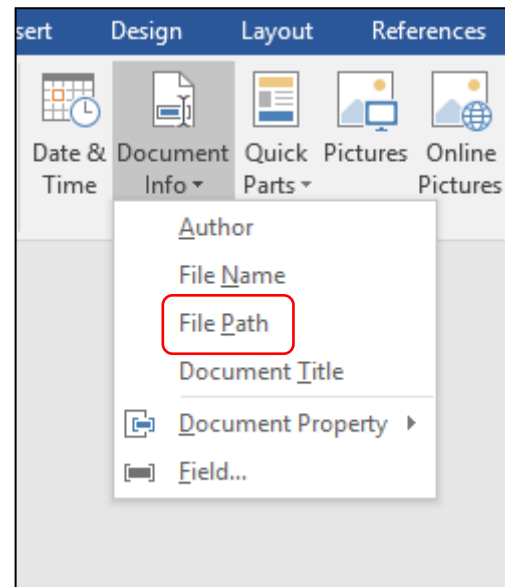 sert Design Layout References
Date & Time
Document Info
Quick Parts
Pictures
Online Pictures
Author
File Name
File Path
Document Title
Document Property
Field...